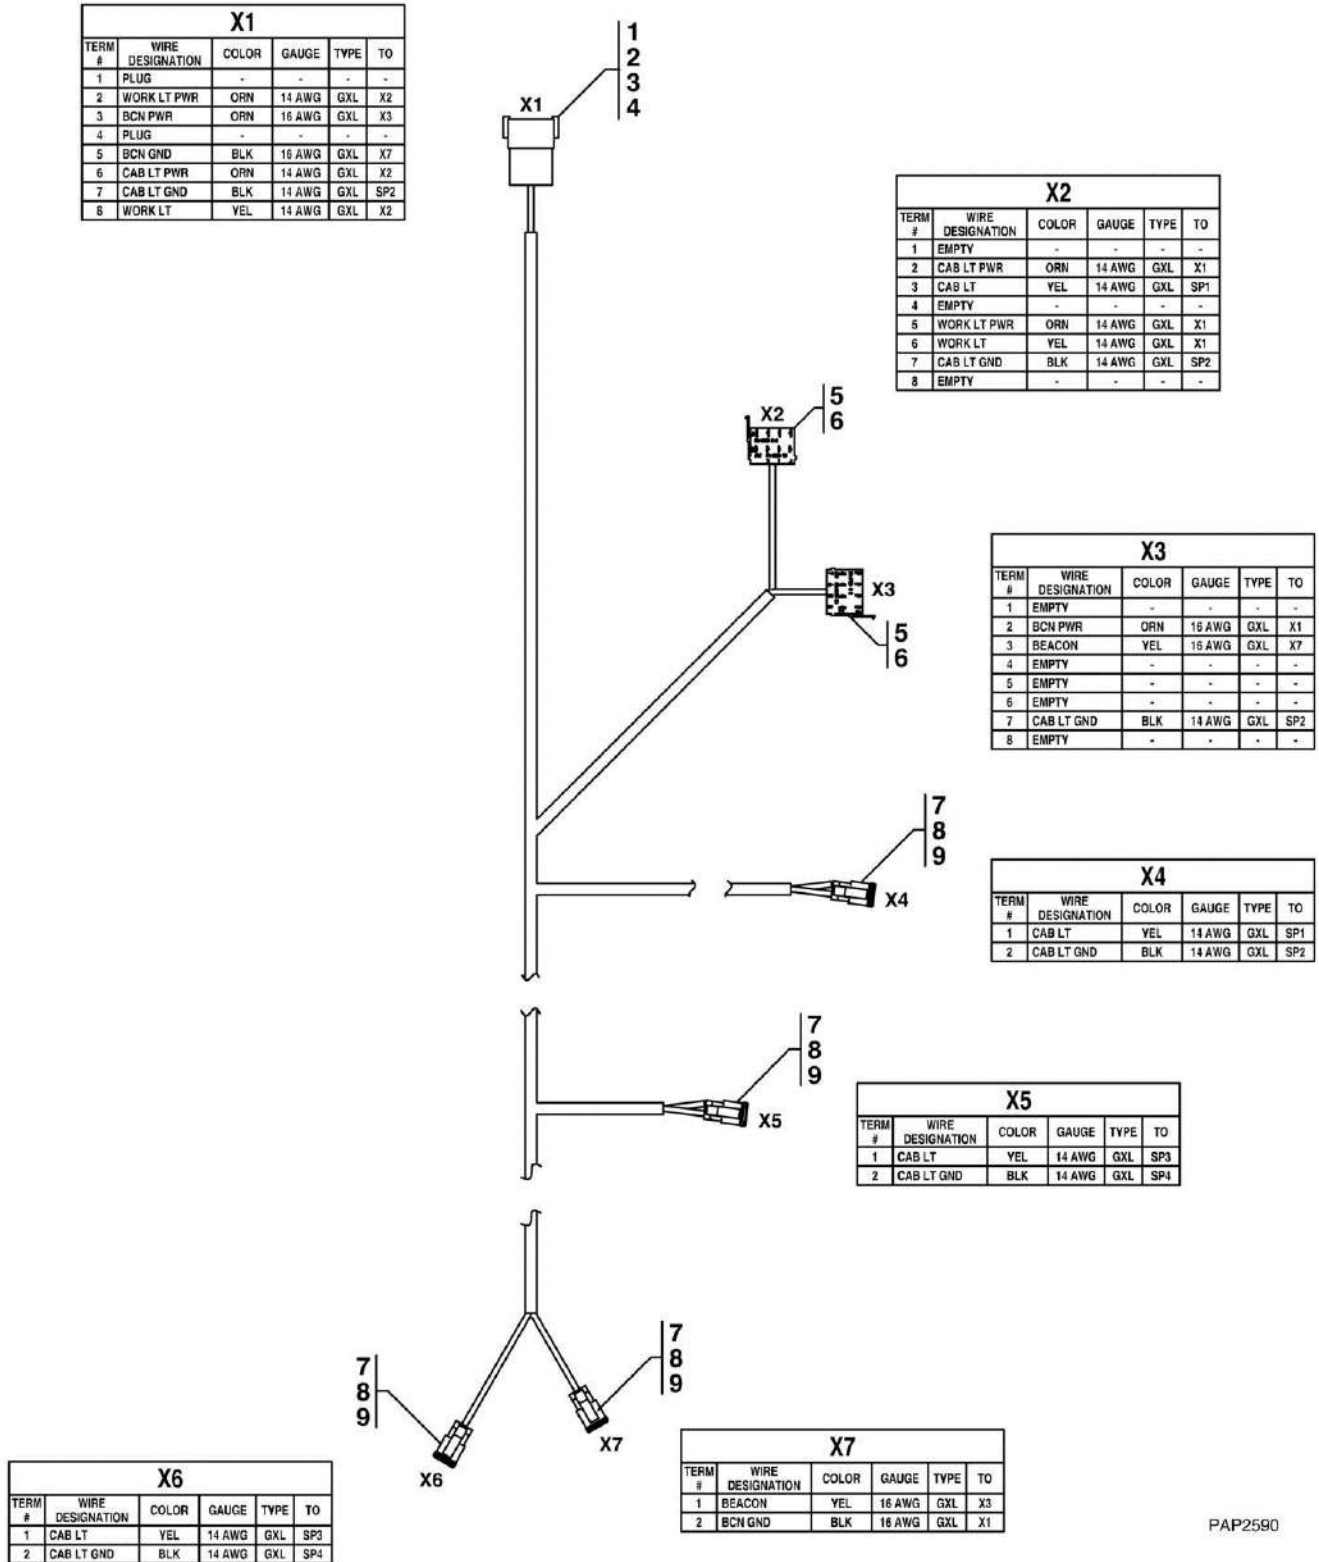 X1
TERM # WIRE DESIGNATION COLOR GAUGE TYPE TO
1 PLUG - - - -
2 WORK LT PWR ORN 14 AWG GXL X2
3 BCN PWR ORN 16 AWG GXL X3
4 PLUG - - - -
5 BCN GND BLK 16 AWG GXL X7
6 CAB LT PWR ORN 14 AWG GXL X2
7 CAB LT GND BLK 14 AWG GXL SP2
8 WORK LT YEL 14 AWG GXL X2
1
2
3
4
X1
X2
TERM # WIRE DESIGNATION COLOR GAUGE TYPE TO
1 EMPTY - - - -
2 CAB LT PWR ORN 14 AWG GXL X1
3 CAB LT YEL 14 AWG GXL SP1
4 EMPTY - - - -
5 WORK LT PWR ORN 14 AWG GXL X1
6 WORK LT YEL 14 AWG GXL X1
7 CAB LT GND BLK 14 AWG GXL SP2
8 EMPTY - - - -
5
6
X2
X3
5
6
X3
TERM # WIRE DESIGNATION COLOR GAUGE TYPE TO
1 EMPTY - - - -
2 BCN PWR ORN 16 AWG GXL X1
3 BEACON YEL 16 AWG GXL X7
4 EMPTY - - - -
5 EMPTY - - - -
6 EMPTY - - - -
7 CAB LT GND BLK 14 AWG GXL SP2
8 EMPTY - - - -
7
8
9
X4
X4
TERM # WIRE DESIGNATION COLOR GAUGE TYPE TO
1 CAB LT YEL 14 AWG GXL SP1
2 CAB LT GND BLK 14 AWG GXL SP2
7
8
9
X5
X5
TERM # WIRE DESIGNATION COLOR GAUGE TYPE TO
1 CAB LT YEL 14 AWG GXL SP3
2 CAB LT GND BLK 14 AWG GXL SP4
7
8
9
X7
7
8
9
X6
X7
TERM # WIRE DESIGNATION COLOR GAUGE TYPE TO
1 BEACON YEL 16 AWG GXL X3
2 BCN GND BLK 16 AWG GXL X1
X6
TERM # WIRE DESIGNATION COLOR GAUGE TYPE TO
1 CAB LT YEL 14 AWG GXL SP3
2 CAB LT GND BLK 14 AWG GXL SP4
PAP2590